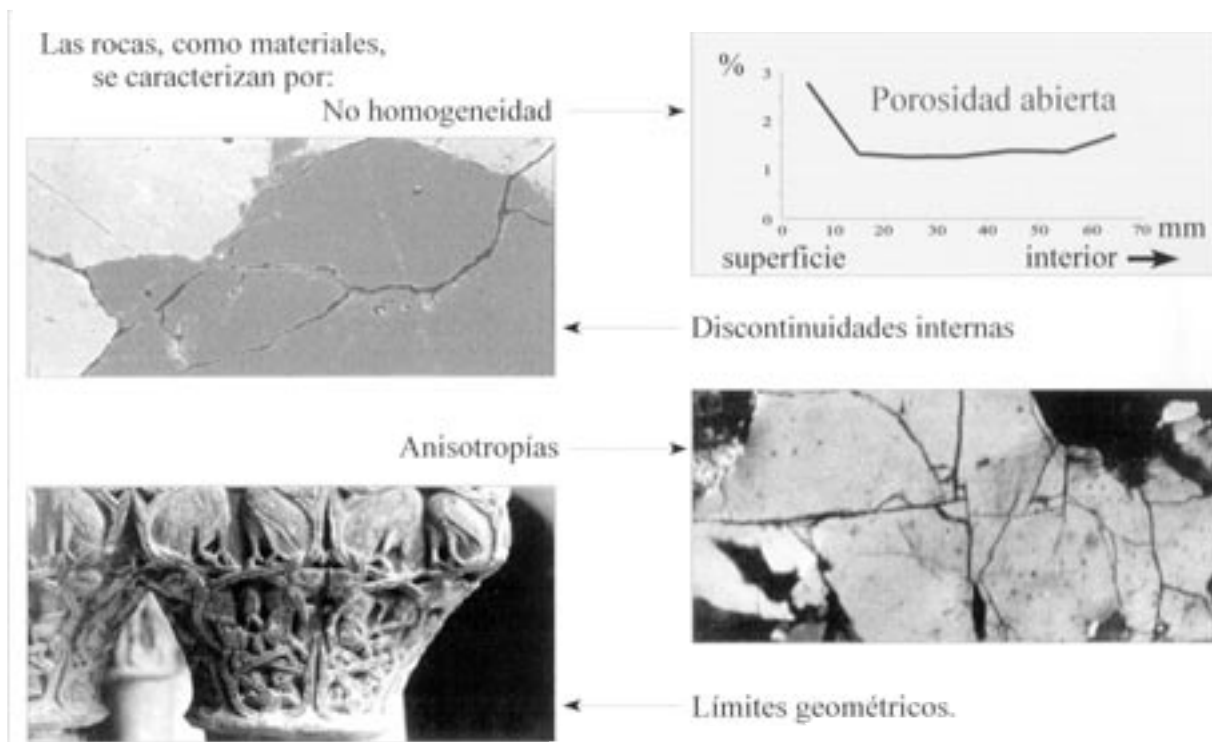 Las rocas, como materiales,
se caracterizan por:
No homogeneidad
%
Porosidad abierta
3
2
1
0
0 10 20 30 40 50 60 70 mm
superficie interior
Discontinuidades internas
Anisotropías
Límites geométricos.